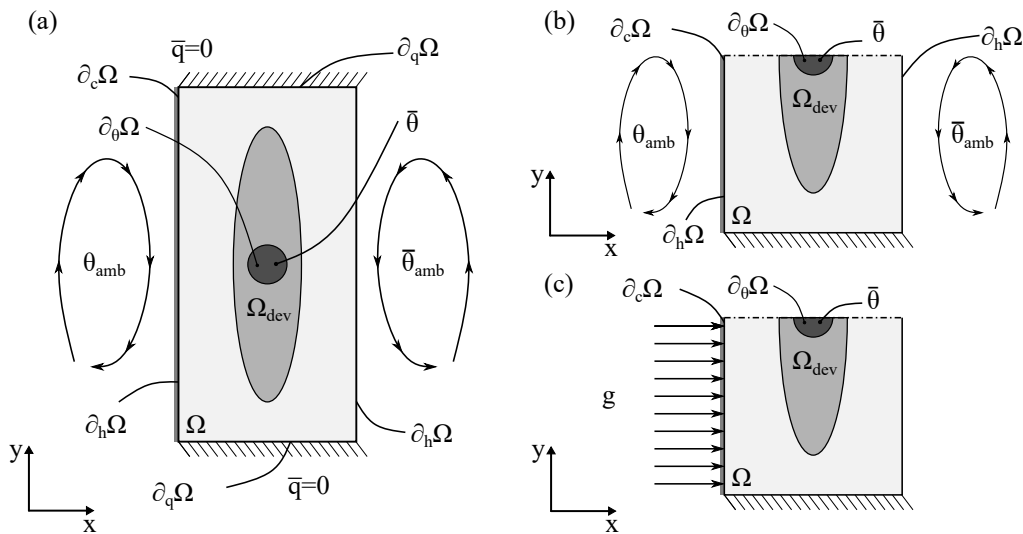 (a)
q̅=0
∂qΩ
∂cΩ
∂θΩ
θ̅
θamb
θ̅amb
Ωdev
∂hΩ
Ω
∂hΩ
y
x
∂qΩ
q̅=0
(b)
∂cΩ
∂θΩ
θ̅
∂hΩ
θamb
Ωdev
θ̅amb
y
x
∂hΩ
Ω
(c)
∂cΩ
∂θΩ
θ̅
Ωdev
g
Ω
y
x